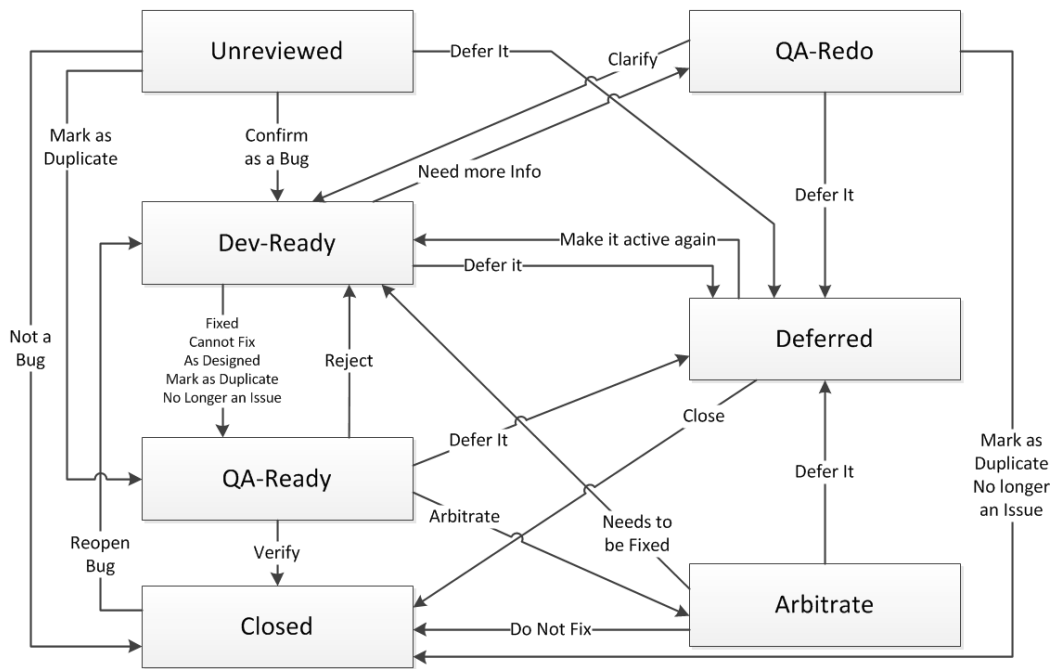 Unreviewed
Defer It
Clarify
QA-Redo
Mark as
Duplicate
Confirm
as a Bug
Need more Info
Defer It
Dev-Ready
Make it active again
Defer it
Not a
Bug
Fixed
Cannot Fix
As Designed
Mark as Duplicate
No Longer an Issue
Reject
Deferred
Close
Defer It
QA-Ready
Arbitrate
Defer It
Mark as
Duplicate
No longer
an Issue
Reopen
Bug
Verify
Needs to
be Fixed
Closed
Do Not Fix
Arbitrate